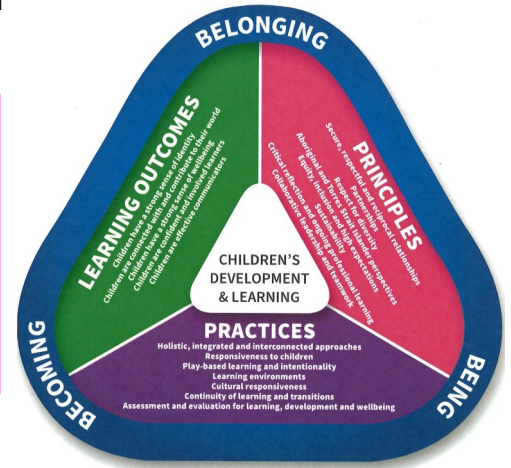 BELONGING
LEARNING OUTCOMES
Children have a strong sense of identity
Children are connected with and contribute to their world
Children have a strong sense of wellbeing
Children are confident and involved learners
Children are effective communicators
PRINCIPLES
Secure, respectful and reciprocal relationships
Partnerships
Respect for diversity
Aboriginal and Torres Strait Islander perspectives
Equity, inclusion and high expectations
Sustainability
Critical reflection and ongoing professional learning
Collaborative leadership and teamwork
CHILDREN'S
DEVELOPMENT
& LEARNING
PRACTICES
Holistic, integrated and interconnected approaches
Responsiveness to children
Play-based learning and intentionality
Learning environments
Cultural responsiveness
Continuity of learning and transitions
Assessment and evaluation for learning, development and wellbeing
BECOMING
BEING